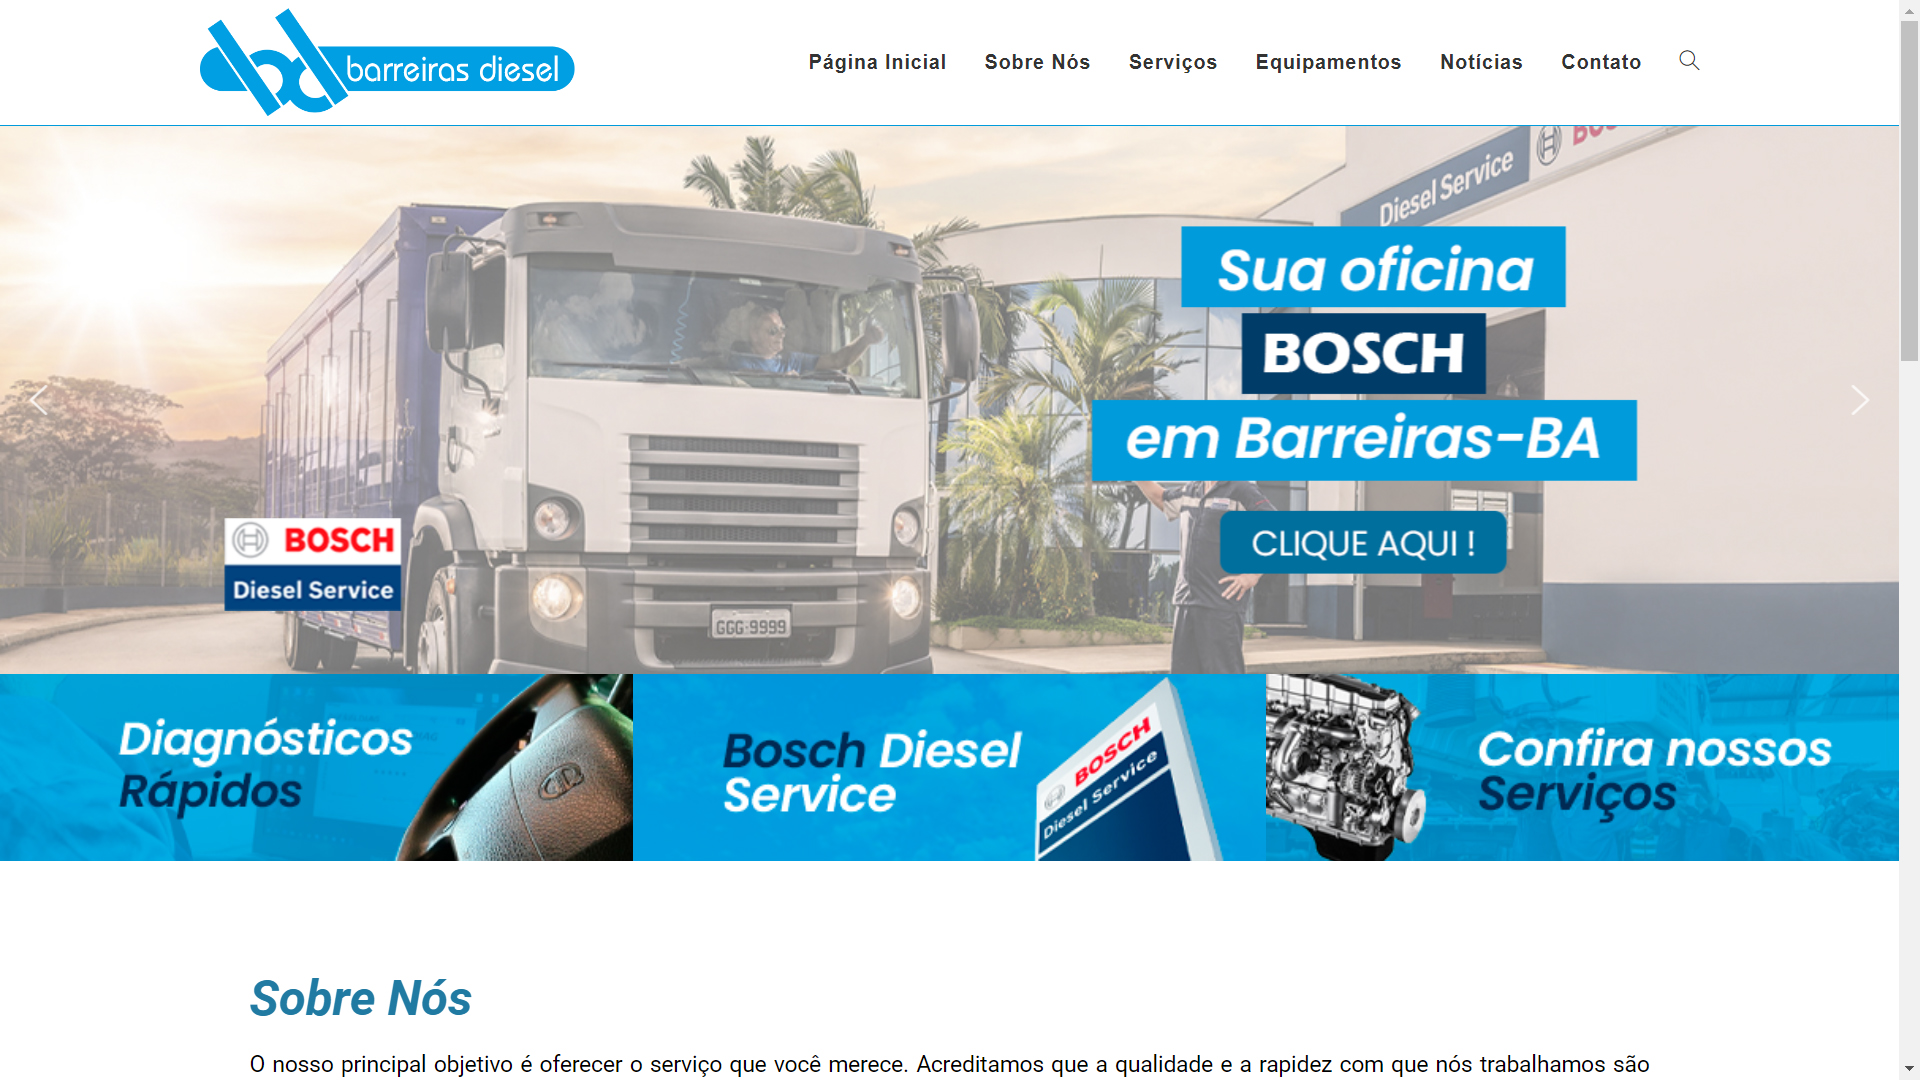 barreiras diesel
Página Inicial
Sobre Nós
Serviços
Equipamentos
Notícias
Contato
Diesel Service
Sua oficina
BOSCH
em Barreiras-BA
CLIQUE AQUI !
BOSCH
Diesel Service
GGG 9999
Diagnósticos
Rápidos
Bosch Diesel
Service
BOSCH
Diesel Service
Confira nossos
Serviços
Sobre Nós
O nosso principal objetivo é oferecer o serviço que você merece. Acreditamos que a qualidade e a rapidez com que nós trabalhamos são